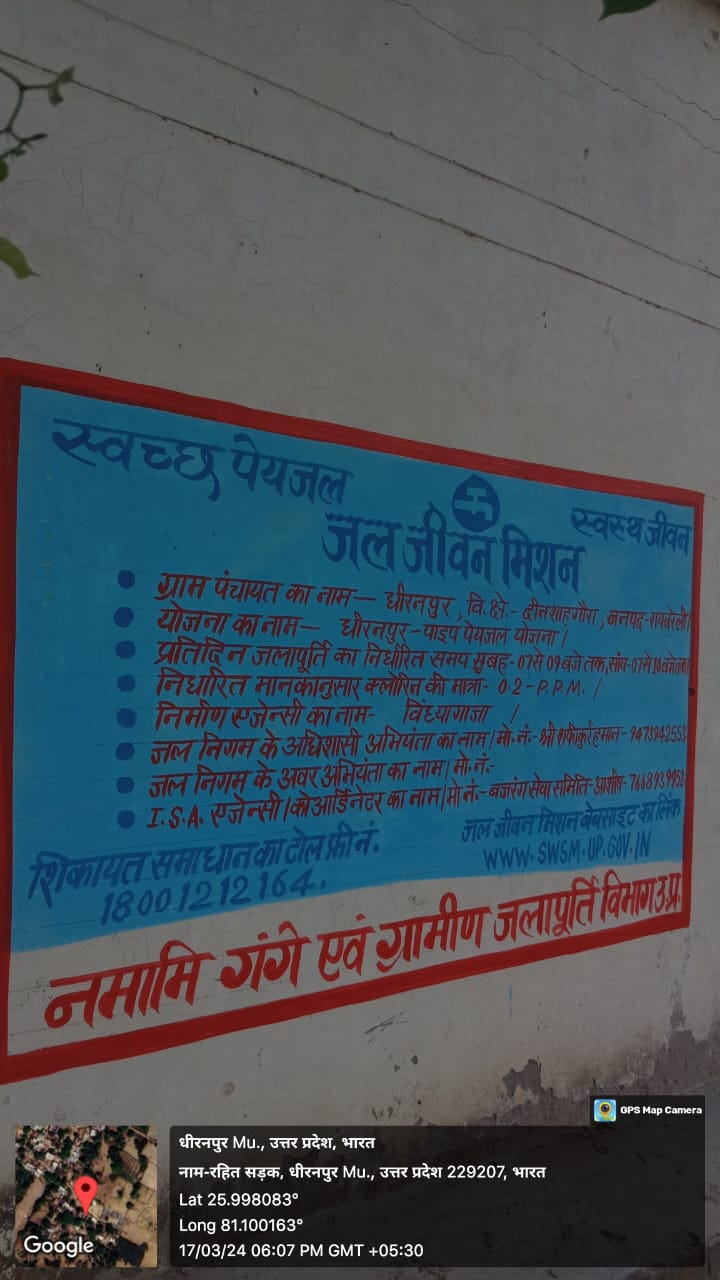 स्वच्छ पेयजल
स्वस्थ जीवन
जल जीवन मिशन
ग्राम पंचायत का नाम— धीरनपुर, वि.क्षे.- दीनशाहगौरा, जनपद-रायबरेली।
योजना का नाम— धीरनपुर-पाइप पेयजल योजना।
प्रतिदिन जलापूर्ति का निर्धारित समय सुबह-07से 09बजे तक, सांय-07से10बजेतक।
निर्धारित मानकानुसार क्लोरिन की मात्रा- 0.2-P.P.M. ।
निर्माण एजेन्सी का नाम- विंध्यागाजा ।
जल निगम के अधिशासी अभियंता का नाम/मो.नं.-श्री शफीकुर्रहमान- 9473942553
जल निगम के अवर अभियंता का नाम/मो.नं.-
I.S.A. एजेन्सी/कोआर्डिनेटर का नाम/मो नं.-बजरंग सेवा समिति-आशीष- 7668939952
शिकायत समाधान का टोल फ्री नं.
18001212164.
जल जीवन मिशन वेबसाइट का लिंक
WWW.SWSM.UP.GOV.IN
नमामि गंगे एवं ग्रामीण जलापूर्ति विभाग उ.प्र.
GPS Map Camera
धीरनपुर Mu., उत्तर प्रदेश, भारत
नाम-रहित सड़क, धीरनपुर Mu., उत्तर प्रदेश 229207, भारत
Lat 25.998083°
Long 81.100163°
17/03/24 06:07 PM GMT +05:30
Google